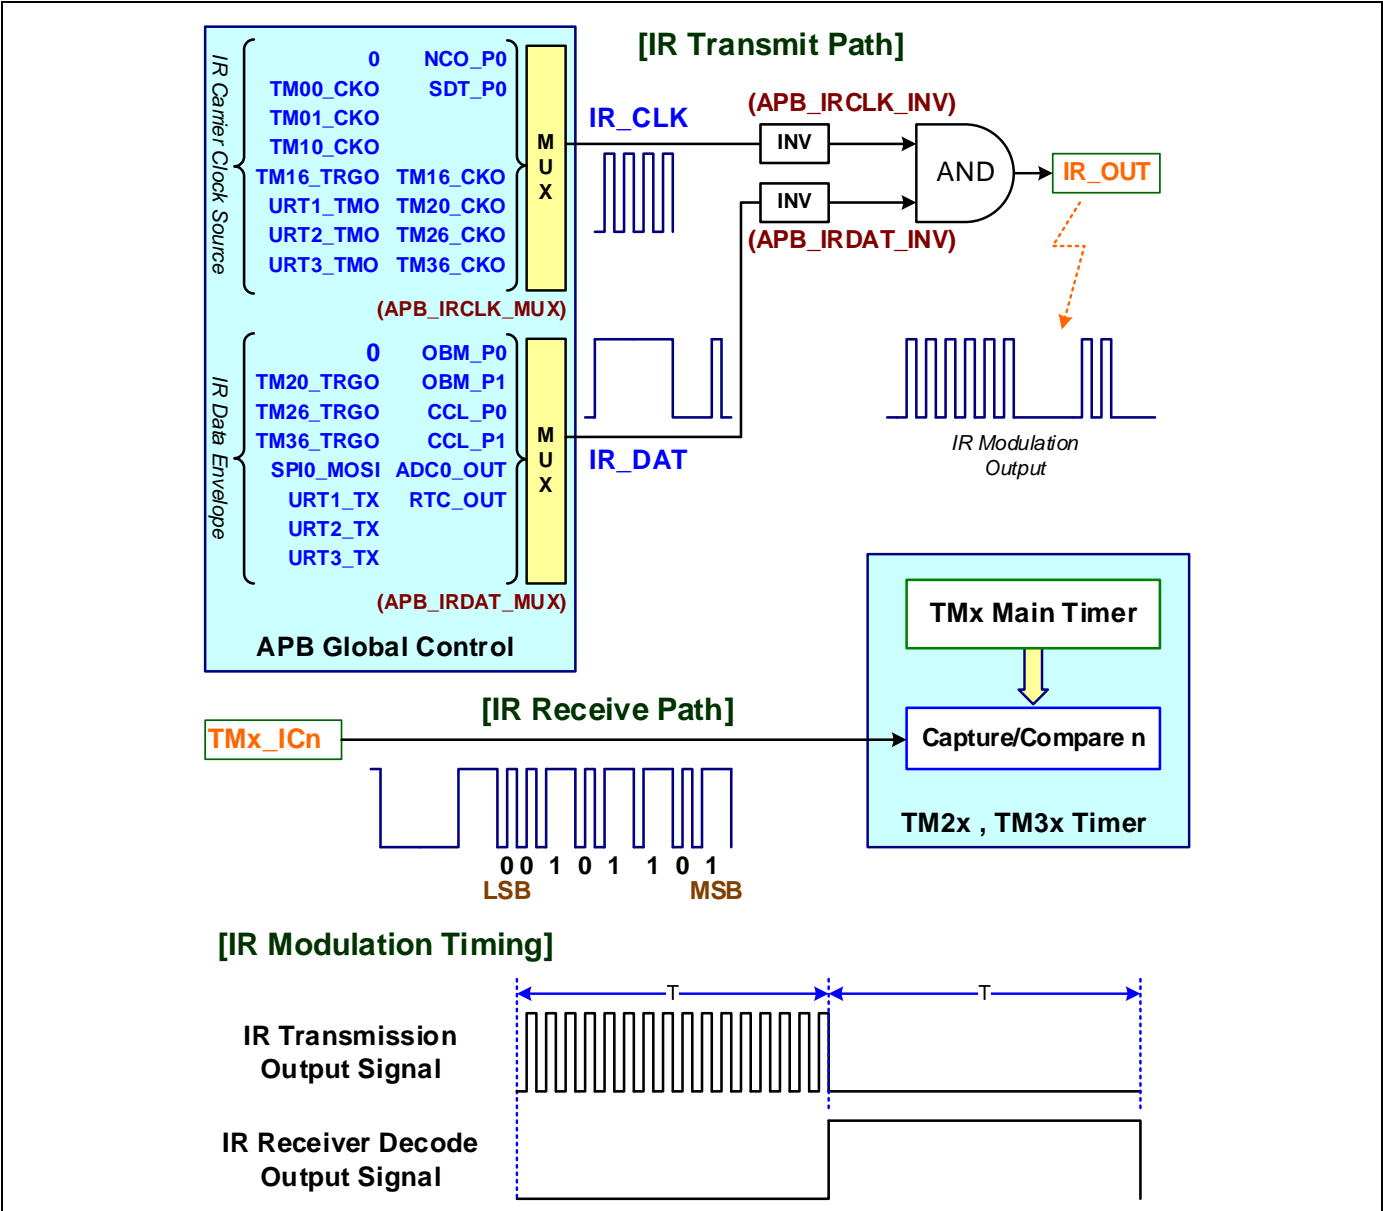 [IR Transmit Path]
IR Carrier Clock Source
0 NCO_P0
TM00_CKO SDT_P0
TM01_CKO
TM10_CKO
TM16_TRGO TM16_CKO
URT1_TMO TM20_CKO
URT2_TMO TM26_CKO
URT3_TMO TM36_CKO
MUX
(APB_IRCLK_MUX)
IR_CLK
(APB_IRCLK_INV)
INV
INV
(APB_IRDAT_INV)
AND
IR_OUT
IR Data Envelope
0 OBM_P0
TM20_TRGO OBM_P1
TM26_TRGO CCL_P0
TM36_TRGO CCL_P1
SPI0_MOSI ADC0_OUT
URT1_TX RTC_OUT
URT2_TX
URT3_TX
MUX
(APB_IRDAT_MUX)
IR_DAT
IR Modulation
Output
APB Global Control
TMx Main Timer
Capture/Compare n
TM2x , TM3x Timer
[IR Receive Path]
TMx_ICn
0 0 1 0 1 1 0 1
LSB MSB
[IR Modulation Timing]
T T
IR Transmission
Output Signal
IR Receiver Decode
Output Signal